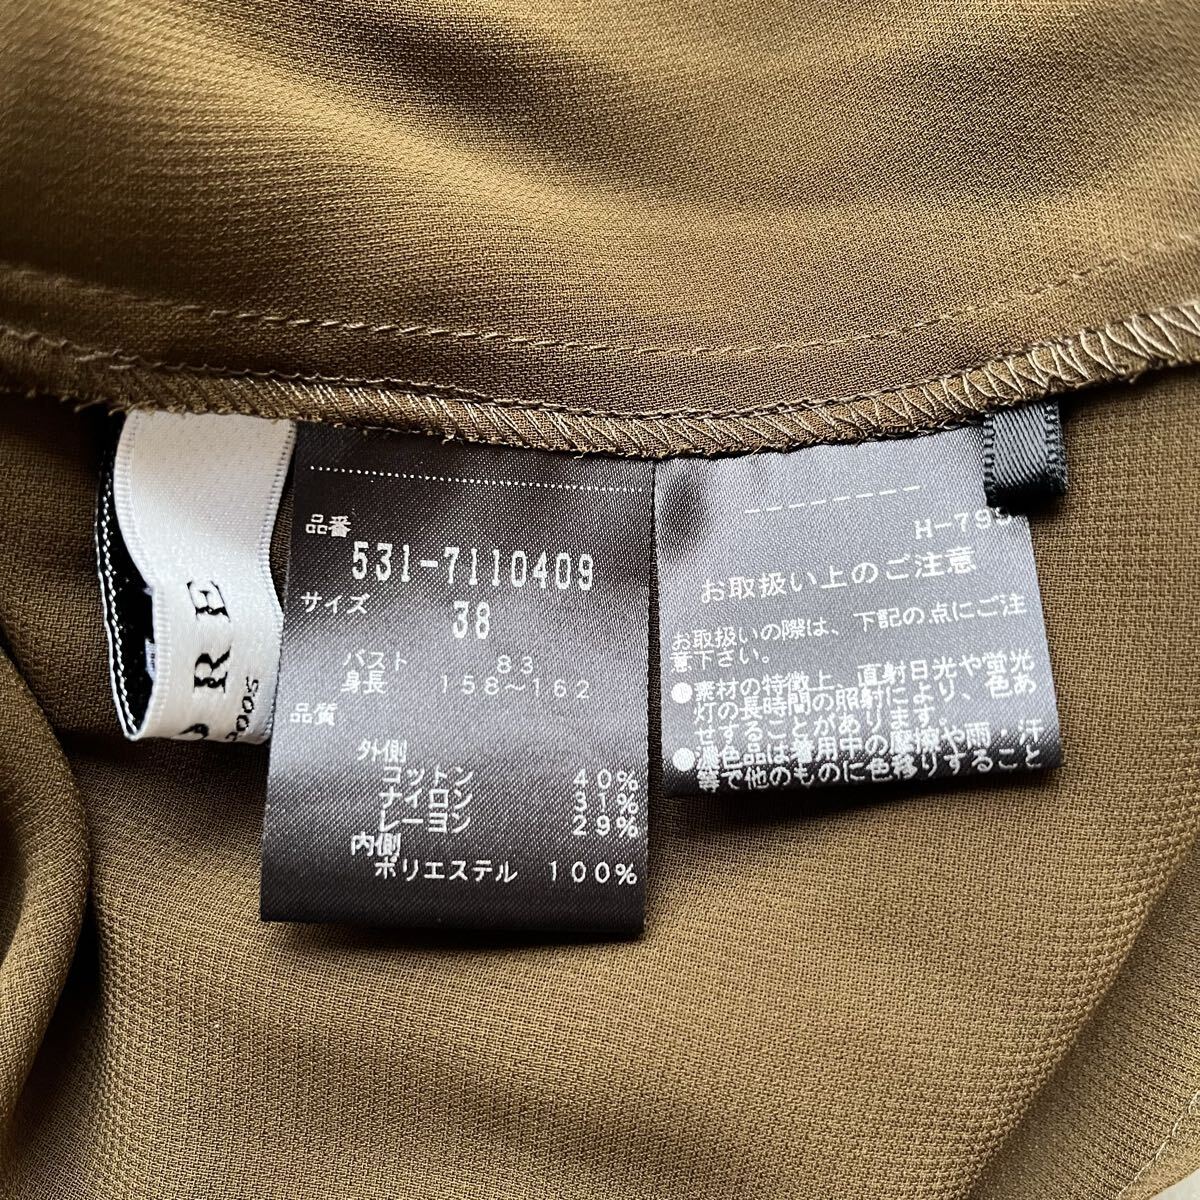 品番
531-7110409
サイズ
38
バスト 83
身長 158~162
品質
外側
コットン 40%
ナイロン 31%
レーヨン 29%
内側
ポリエステル 100%
--------
お取扱い上のご注意
お取扱いの際は、下記の点にご注
意下さい。
●素材の特徴上、直射日光や蛍光
灯の長時間の照射により、色あ
せすることがあります。
●濃色品は着用中の摩擦や雨・汗
等で他のものに色移りすること